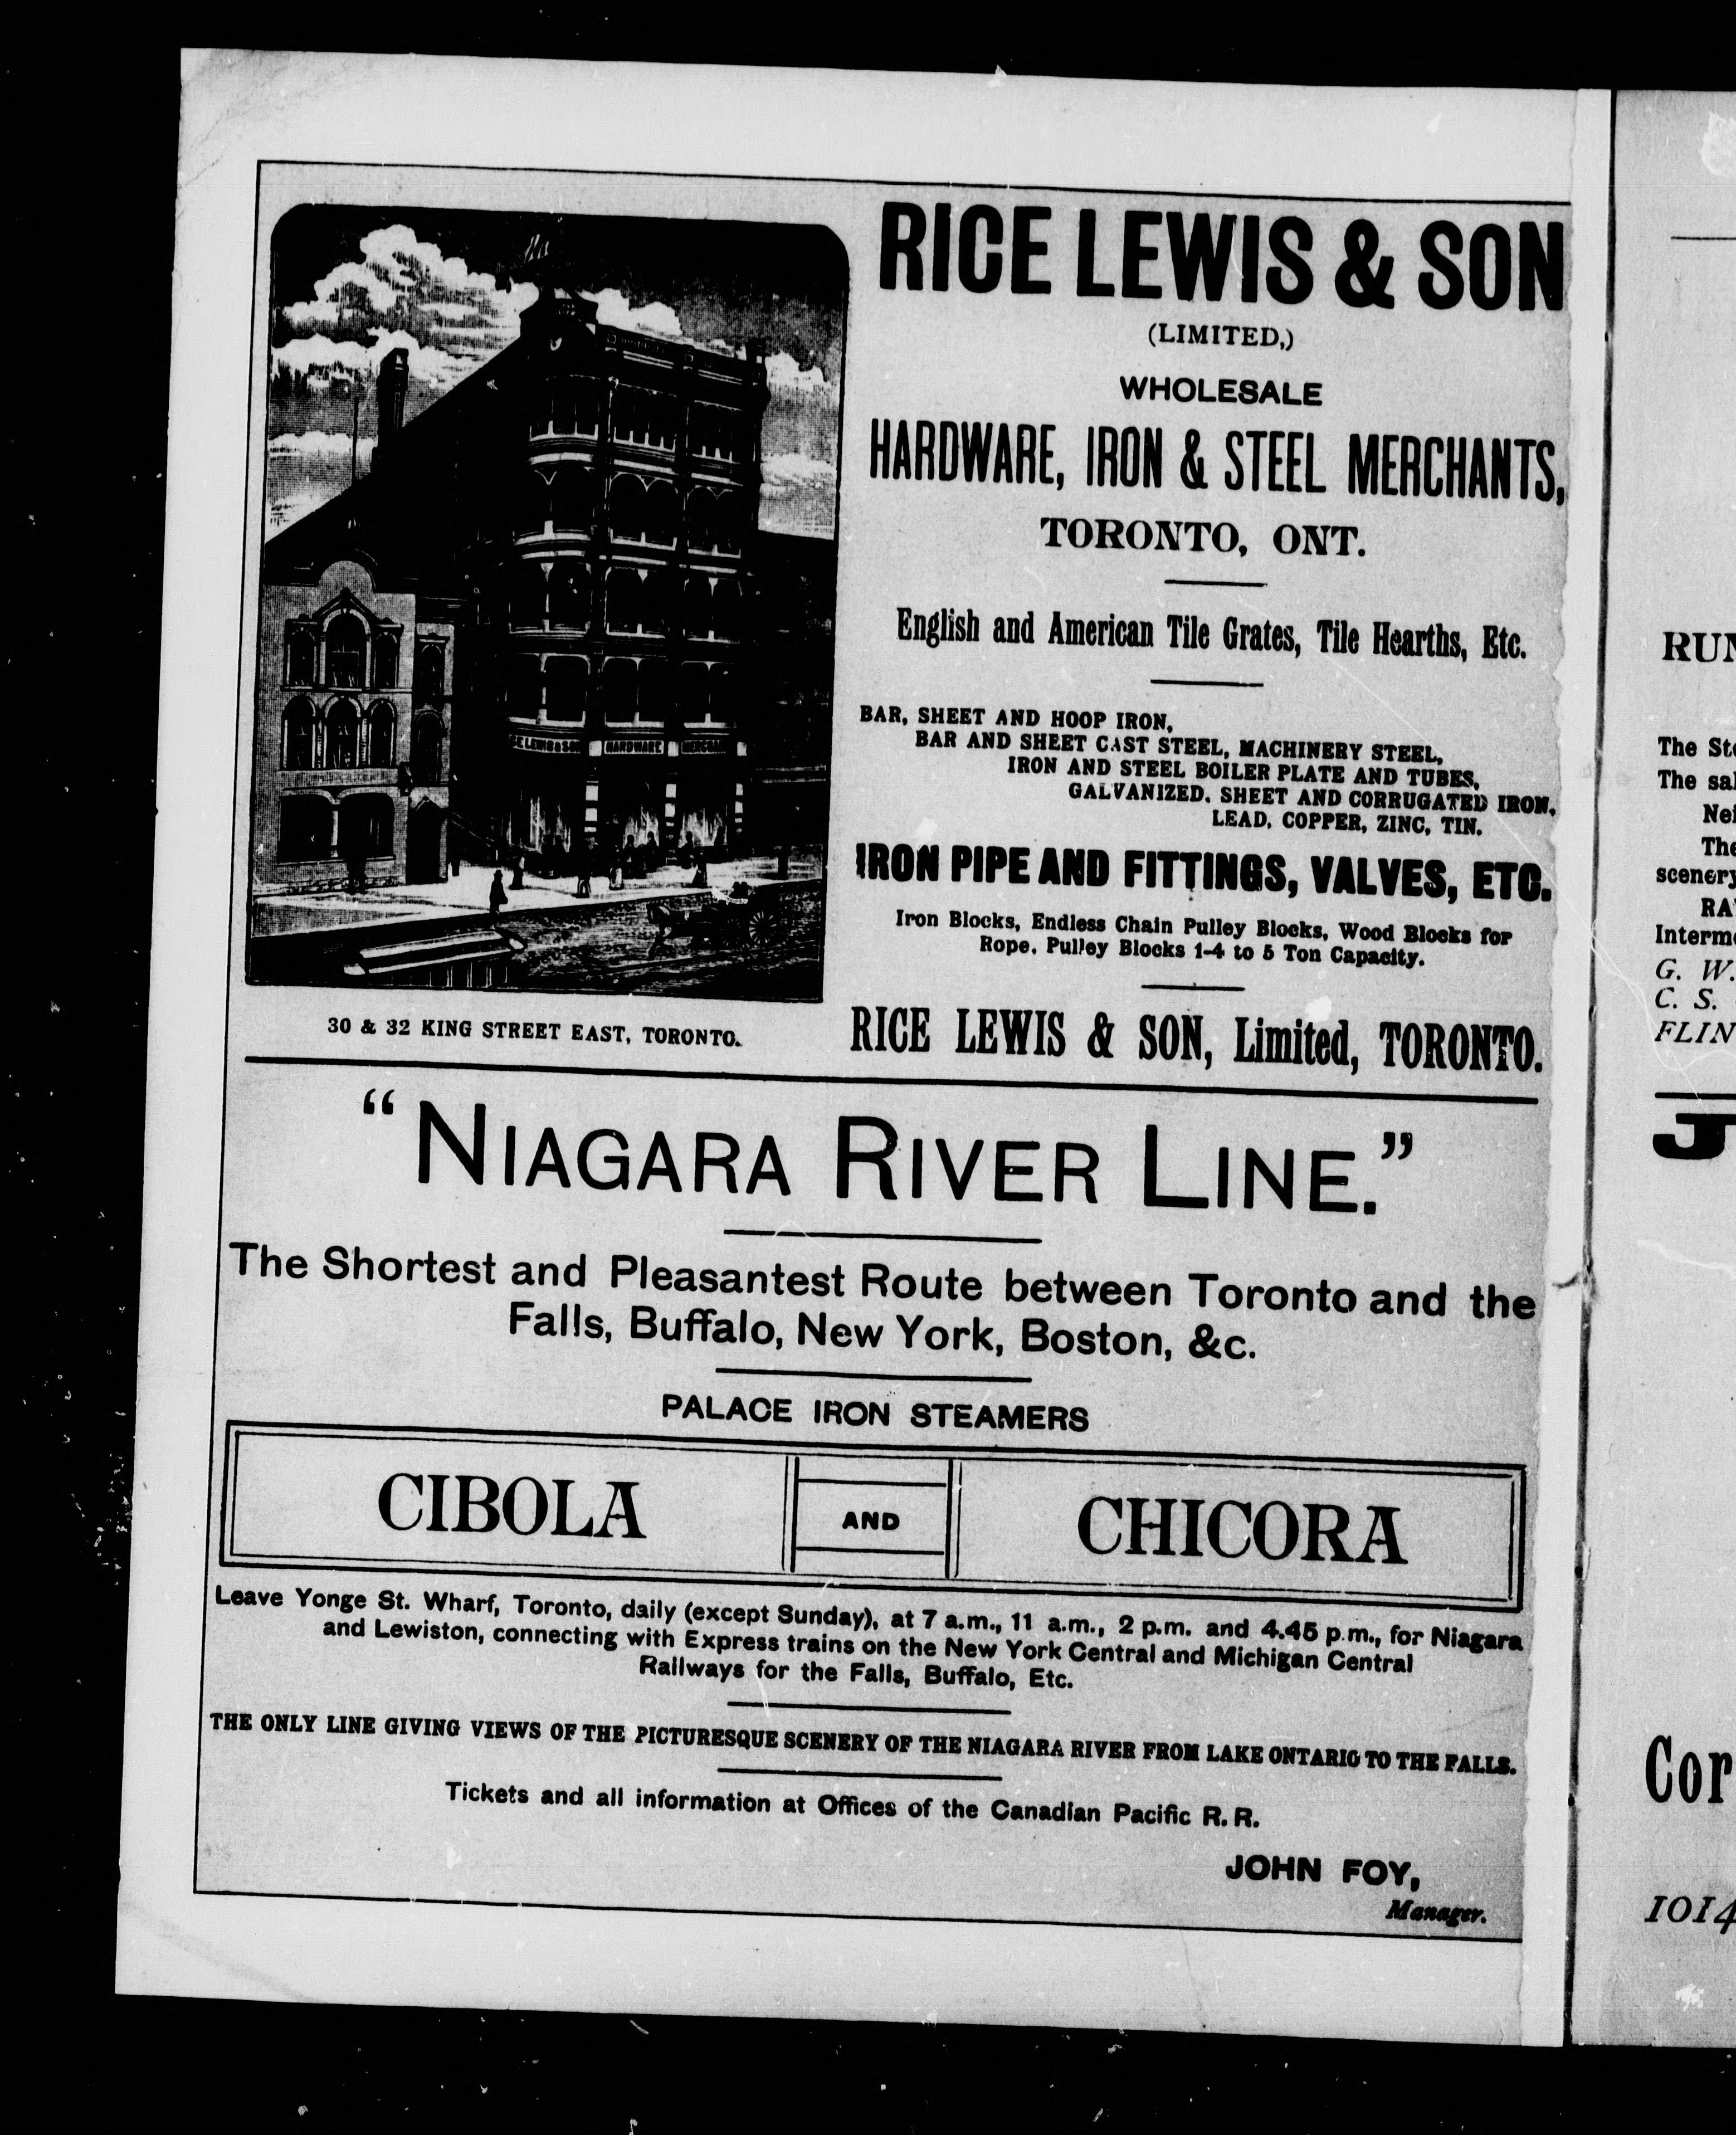 RICE LEWIS & SON
(LIMITED,)
WHOLESALE
HARDWARE, IRON & STEEL MERCHANTS,
TORONTO, ONT.
English and American Tile Grates, Tile Hearths, Etc.
BAR, SHEET AND HOOP IRON,
BAR AND SHEET CAST STEEL, MACHINERY STEEL,
IRON AND STEEL BOILER PLATE AND TUBES,
GALVANIZED, SHEET AND CORRUGATED IRON,
LEAD, COPPER, ZINC, TIN.
IRON PIPE AND FITTINGS, VALVES, ETC.
Iron Blocks, Endless Chain Pulley Blocks, Wood Blocks for
Rope, Pulley Blocks 1-4 to 5 Ton Capacity.
RICE LEWIS & SON, Limited, TORONTO.
HARDWARE
30 & 32 KING STREET EAST, TORONTO.
"NIAGARA RIVER LINE."
The Shortest and Pleasantest Route between Toronto and the
Falls, Buffalo, New York, Boston, &c.
PALACE IRON STEAMERS
CIBOLA AND CHICORA
Leave Yonge St. Wharf, Toronto, daily (except Sunday), at 7 a.m., 11 a.m., 2 p.m. and 4.45 p.m., for Niagara
and Lewiston, connecting with Express trains on the New York Central and Michigan Central
Railways for the Falls, Buffalo, Etc.
THE ONLY LINE GIVING VIEWS OF THE PICTURESQUE SCENERY OF THE NIAGARA RIVER FROM LAKE ONTARIO TO THE FALLS.
Tickets and all information at Offices of the Canadian Pacific R. R.
JOHN FOY,
Manager.
RUN
The St
The sa
Nei
The
scenery
RA
Interm
G. W.
C. S.
FLIN
J
Cor
1014